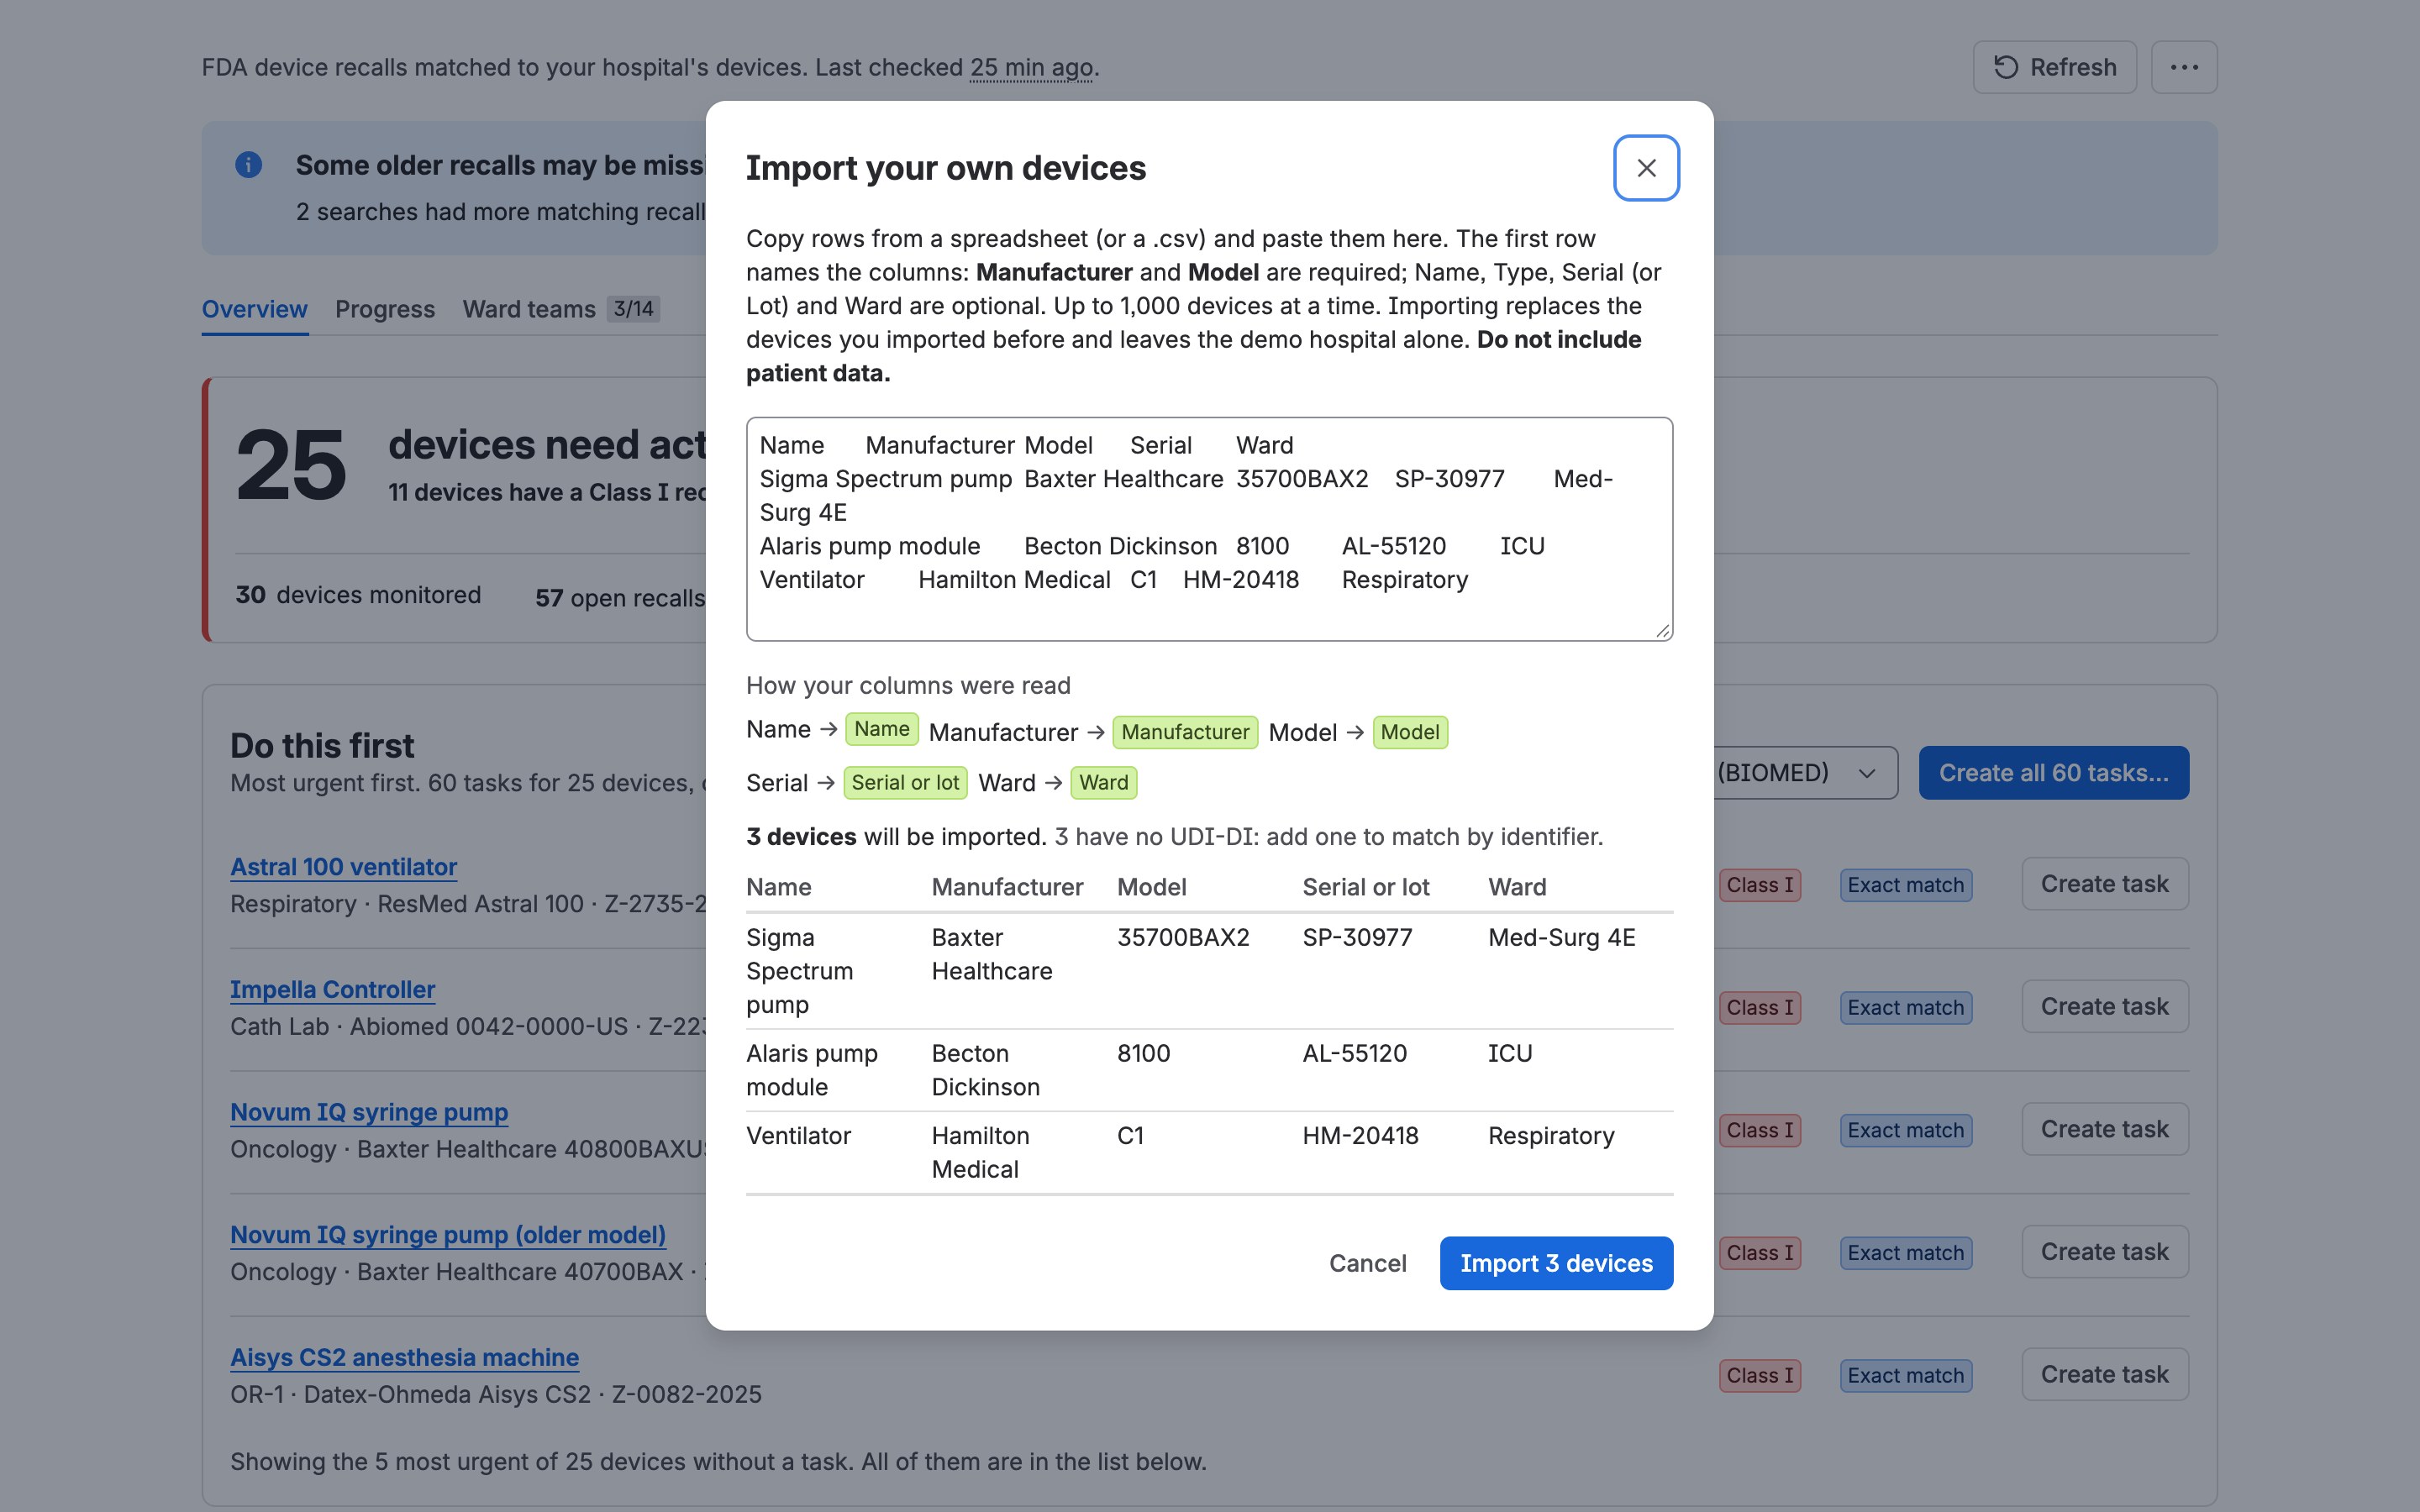 FDA device recalls matched to your hospital's devices. Last checked 25 min ago.
Refresh
Some older recalls may be
2 searches had more matching
Overview Progress Ward teams 3/14
25 devices need
11 devices have a Class I
30 devices monitored 57 open recalls
Do this first
Most urgent first. 60 tasks for 25 devices,
(BIOMED) Create all 60 tasks...
Astral 100 ventilator
Respiratory · ResMed Astral 100 ·
Class I Exact match Create task
Impella Controller
Cath Lab · Abiomed 0042-0000-US ·
Class I Exact match Create task
Novum IQ syringe pump
Oncology · Baxter Healthcare
Class I Exact match Create task
Novum IQ syringe pump (older model)
Oncology · Baxter Healthcare 40700BAX ·
Class I Exact match Create task
Aisys CS2 anesthesia machine
OR-1 · Datex-Ohmeda Aisys CS2 · Z-0082-2025
Class I Exact match Create task
Showing the 5 most urgent of 25 devices without a task. All of them are in the list below.
Import your own devices
Copy rows from a spreadsheet (or a .csv) and paste them here. The first row
names the columns: Manufacturer and Model are required; Name, Type, Serial (or
Lot) and Ward are optional. Up to 1,000 devices at a time. Importing replaces the
devices you imported before and leaves the demo hospital alone. Do not include
patient data.
Name Manufacturer Model Serial Ward
Sigma Spectrum pump Baxter Healthcare 35700BAX2 SP-30977 Med-
Surg 4E
Alaris pump module Becton Dickinson 8100 AL-55120 ICU
Ventilator Hamilton Medical C1 HM-20418 Respiratory
How your columns were read
Name → Name Manufacturer → Manufacturer Model → Model
Serial → Serial or lot Ward → Ward
3 devices will be imported. 3 have no UDI-DI: add one to match by identifier.
Name Manufacturer Model Serial or lot Ward
Sigma Baxter 35700BAX2 SP-30977 Med-Surg 4E
Spectrum Healthcare
pump
Alaris pump Becton 8100 AL-55120 ICU
module Dickinson
Ventilator Hamilton C1 HM-20418 Respiratory
Medical
Cancel Import 3 devices